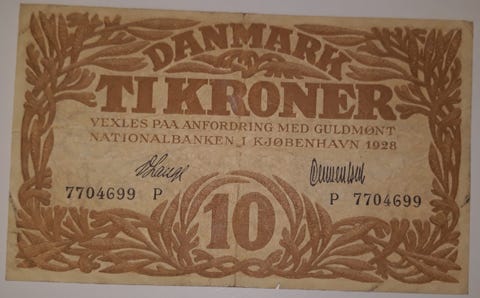 DANMARK
TI KRONER
VEXLES PAA ANFORDRING MED GULDMØNT
NATIONALBANKEN I KJØBENHAVN 1928
7704699 P
P 7704699
10